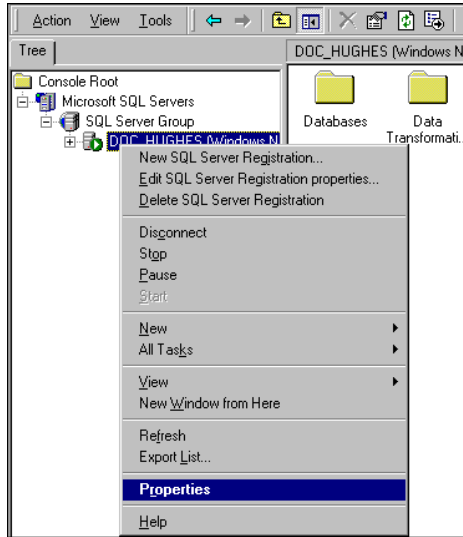 Action View Tools
Tree
DOC_HUGHES (Windows N
Console Root
Microsoft SQL Servers
SQL Server Group
DOC_HUGHES (Windows N
Databases
Data
Transformati...
New SQL Server Registration...
Edit SQL Server Registration properties...
Delete SQL Server Registration
Disconnect
Stop
Pause
Start
New
All Tasks
View
New Window from Here
Refresh
Export List...
Properties
Help